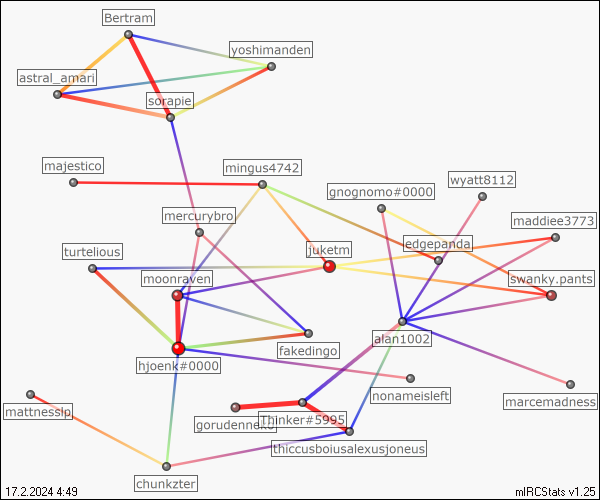 Bertram
yoshimanden
astral_amari
sorapie
majestico
mingus4742
wyatt8112
gnognomo#0000
mercurybro
maddiee3773
edgepanda
juketm
turtelious
moonraven
swanky.pants
alan1002
fakedingo
hjoenk#0000
nonameisleft
marcemadness
mattnesslp
Thinker#5995
thiccusboiusalexusjoneus
chunkzter
17.2.2024 4:49
mIRCStats v1.25